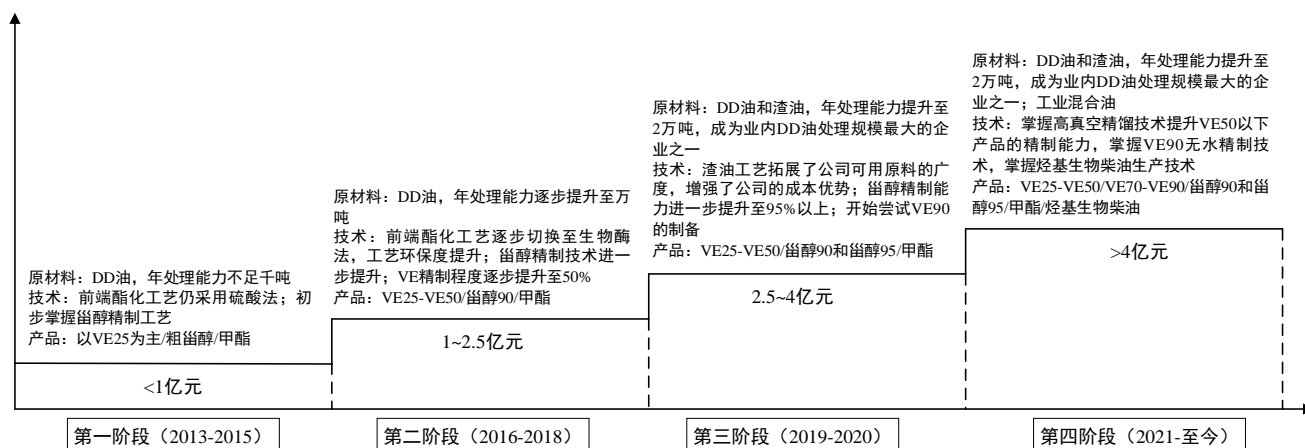 原材料：DD油，年处理能力不足千吨
技术：前端酯化工艺仍采用硫酸法；初
步掌握甾醇精制工艺
产品：以VE25为主/粗甾醇/甲酯
<1亿元
第一阶段（2013-2015）
原材料：DD油，年处理能力逐步提升至万
吨
技术：前端酯化工艺逐步切换至生物酶
法，工艺环保度提升；甾醇精制技术进一
步提升；VE精制程度逐步提升至50%
产品：VE25-VE50/甾醇90/甲酯
1~2.5亿元
第二阶段（2016-2018）
原材料：DD油和渣油，年处理能力提升至
2万吨，成为业内DD油处理规模最大的企
业之一
技术：渣油工艺拓展了公司可用原料的广
度，增强了公司的成本优势；甾醇精制能
力进一步提升至95%以上；开始尝试VE90
的制备
产品：VE25-VE50/甾醇90和甾醇95/甲酯
2.5~4亿元
第三阶段（2019-2020）
原材料：DD油和渣油，年处理能力提升至
2万吨，成为业内DD油处理规模最大的企
业之一；工业混合油
技术：掌握高真空精馏技术提升VE50以下
产品的精制能力，掌握VE90无水精制技
术，掌握烃基生物柴油生产技术
产品：VE25-VE50/VE70-VE90/甾醇90和甾
醇95/甲酯/烃基生物柴油
>4亿元
第四阶段（2021-至今）